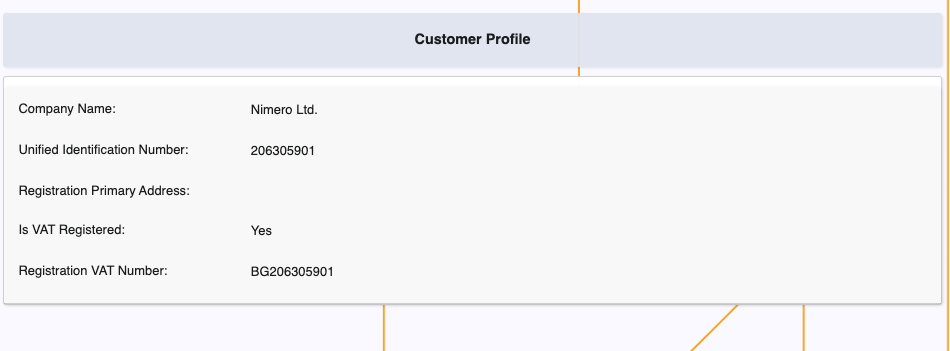 Customer Profile
Company Name: Nimero Ltd.
Unified Identification Number: 206305901
Registration Primary Address:
Is VAT Registered: Yes
Registration VAT Number: BG206305901